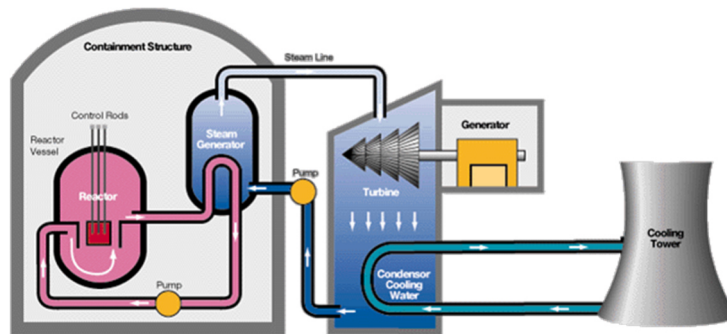 Containment Structure
Steam Line
Control Rods
Reactor
Vessel
Steam
Generator
Generator
Pump
Reactor
Turbine
Cooling
Tower
Condensor
Cooling
Water
Pump